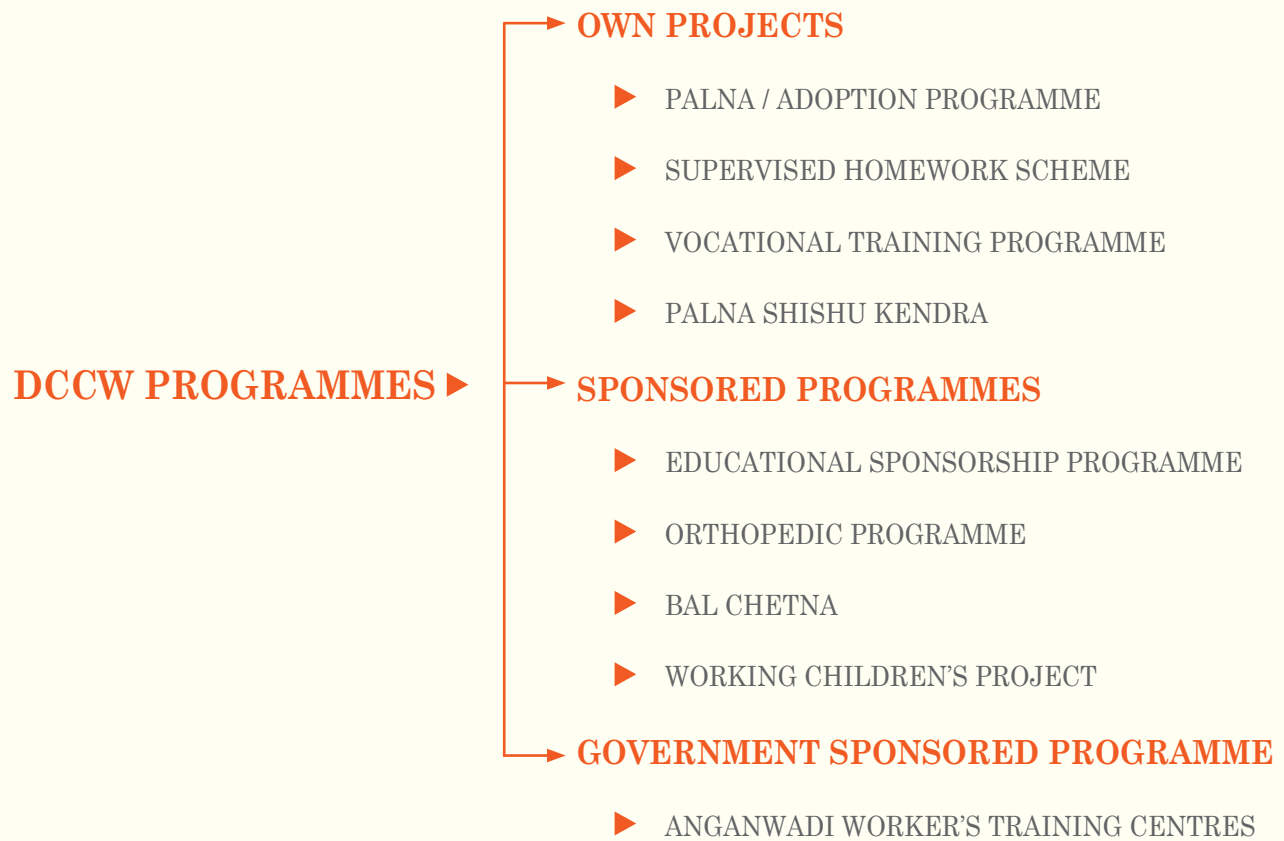 OWN PROJECTS
PALNA / ADOPTION PROGRAMME
SUPERVISED HOMEWORK SCHEME
VOCATIONAL TRAINING PROGRAMME
PALNA SHISHU KENDRA
DCCW PROGRAMMES
SPONSORED PROGRAMMES
EDUCATIONAL SPONSORSHIP PROGRAMME
ORTHOPEDIC PROGRAMME
BAL CHETNA
WORKING CHILDREN'S PROJECT
GOVERNMENT SPONSORED PROGRAMME
ANGANWADI WORKER'S TRAINING CENTRES